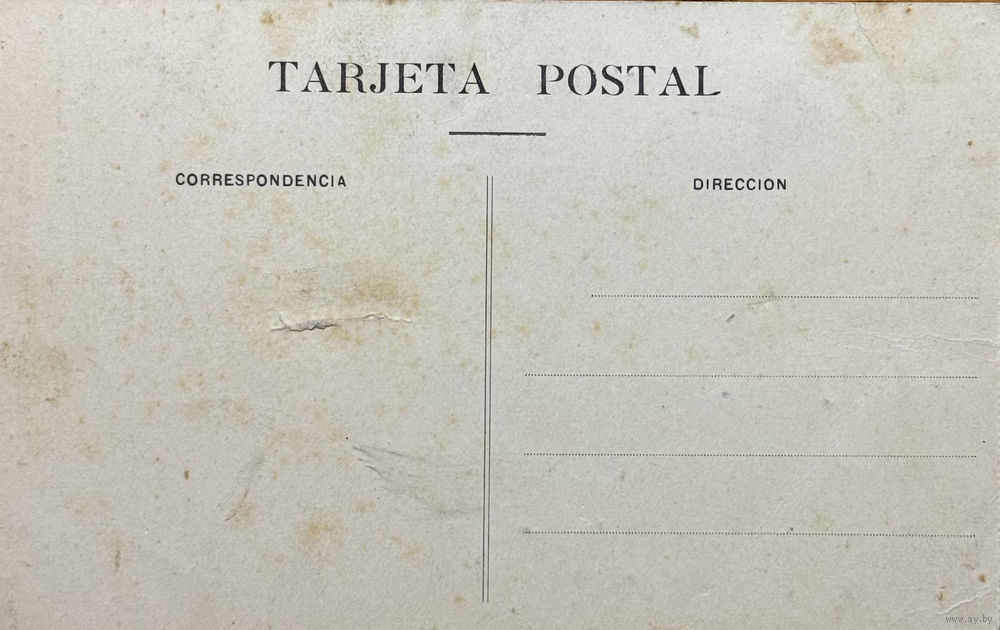 TARJETA POSTAL
CORRESPONDENCIA
DIRECCION
www.ay.by